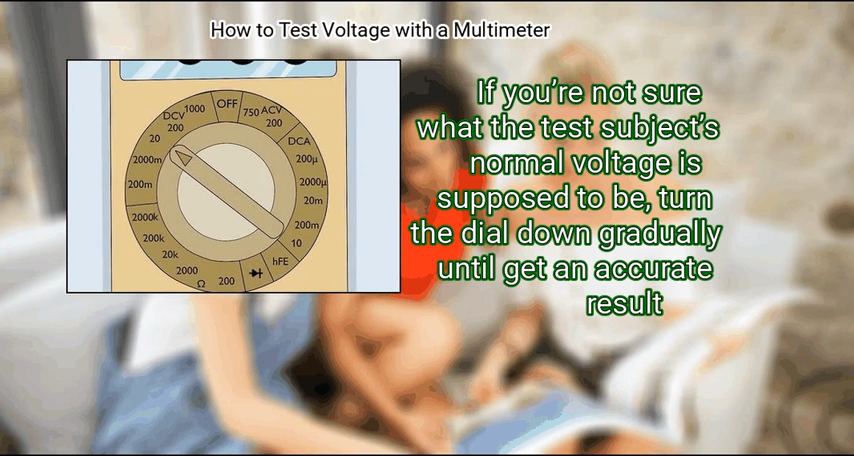 How to Test Voltage with a Multimeter
OFF
DCV 1000
200
20
2000m
200m
2000k
200k
20k
2000
Ω
200
hFE
10
200m
20m
2000µ
200µ
DCA
750 ACV
200
If you’re not sure
what the test subject’s
normal voltage is
supposed to be, turn
the dial down gradually
until get an accurate
result